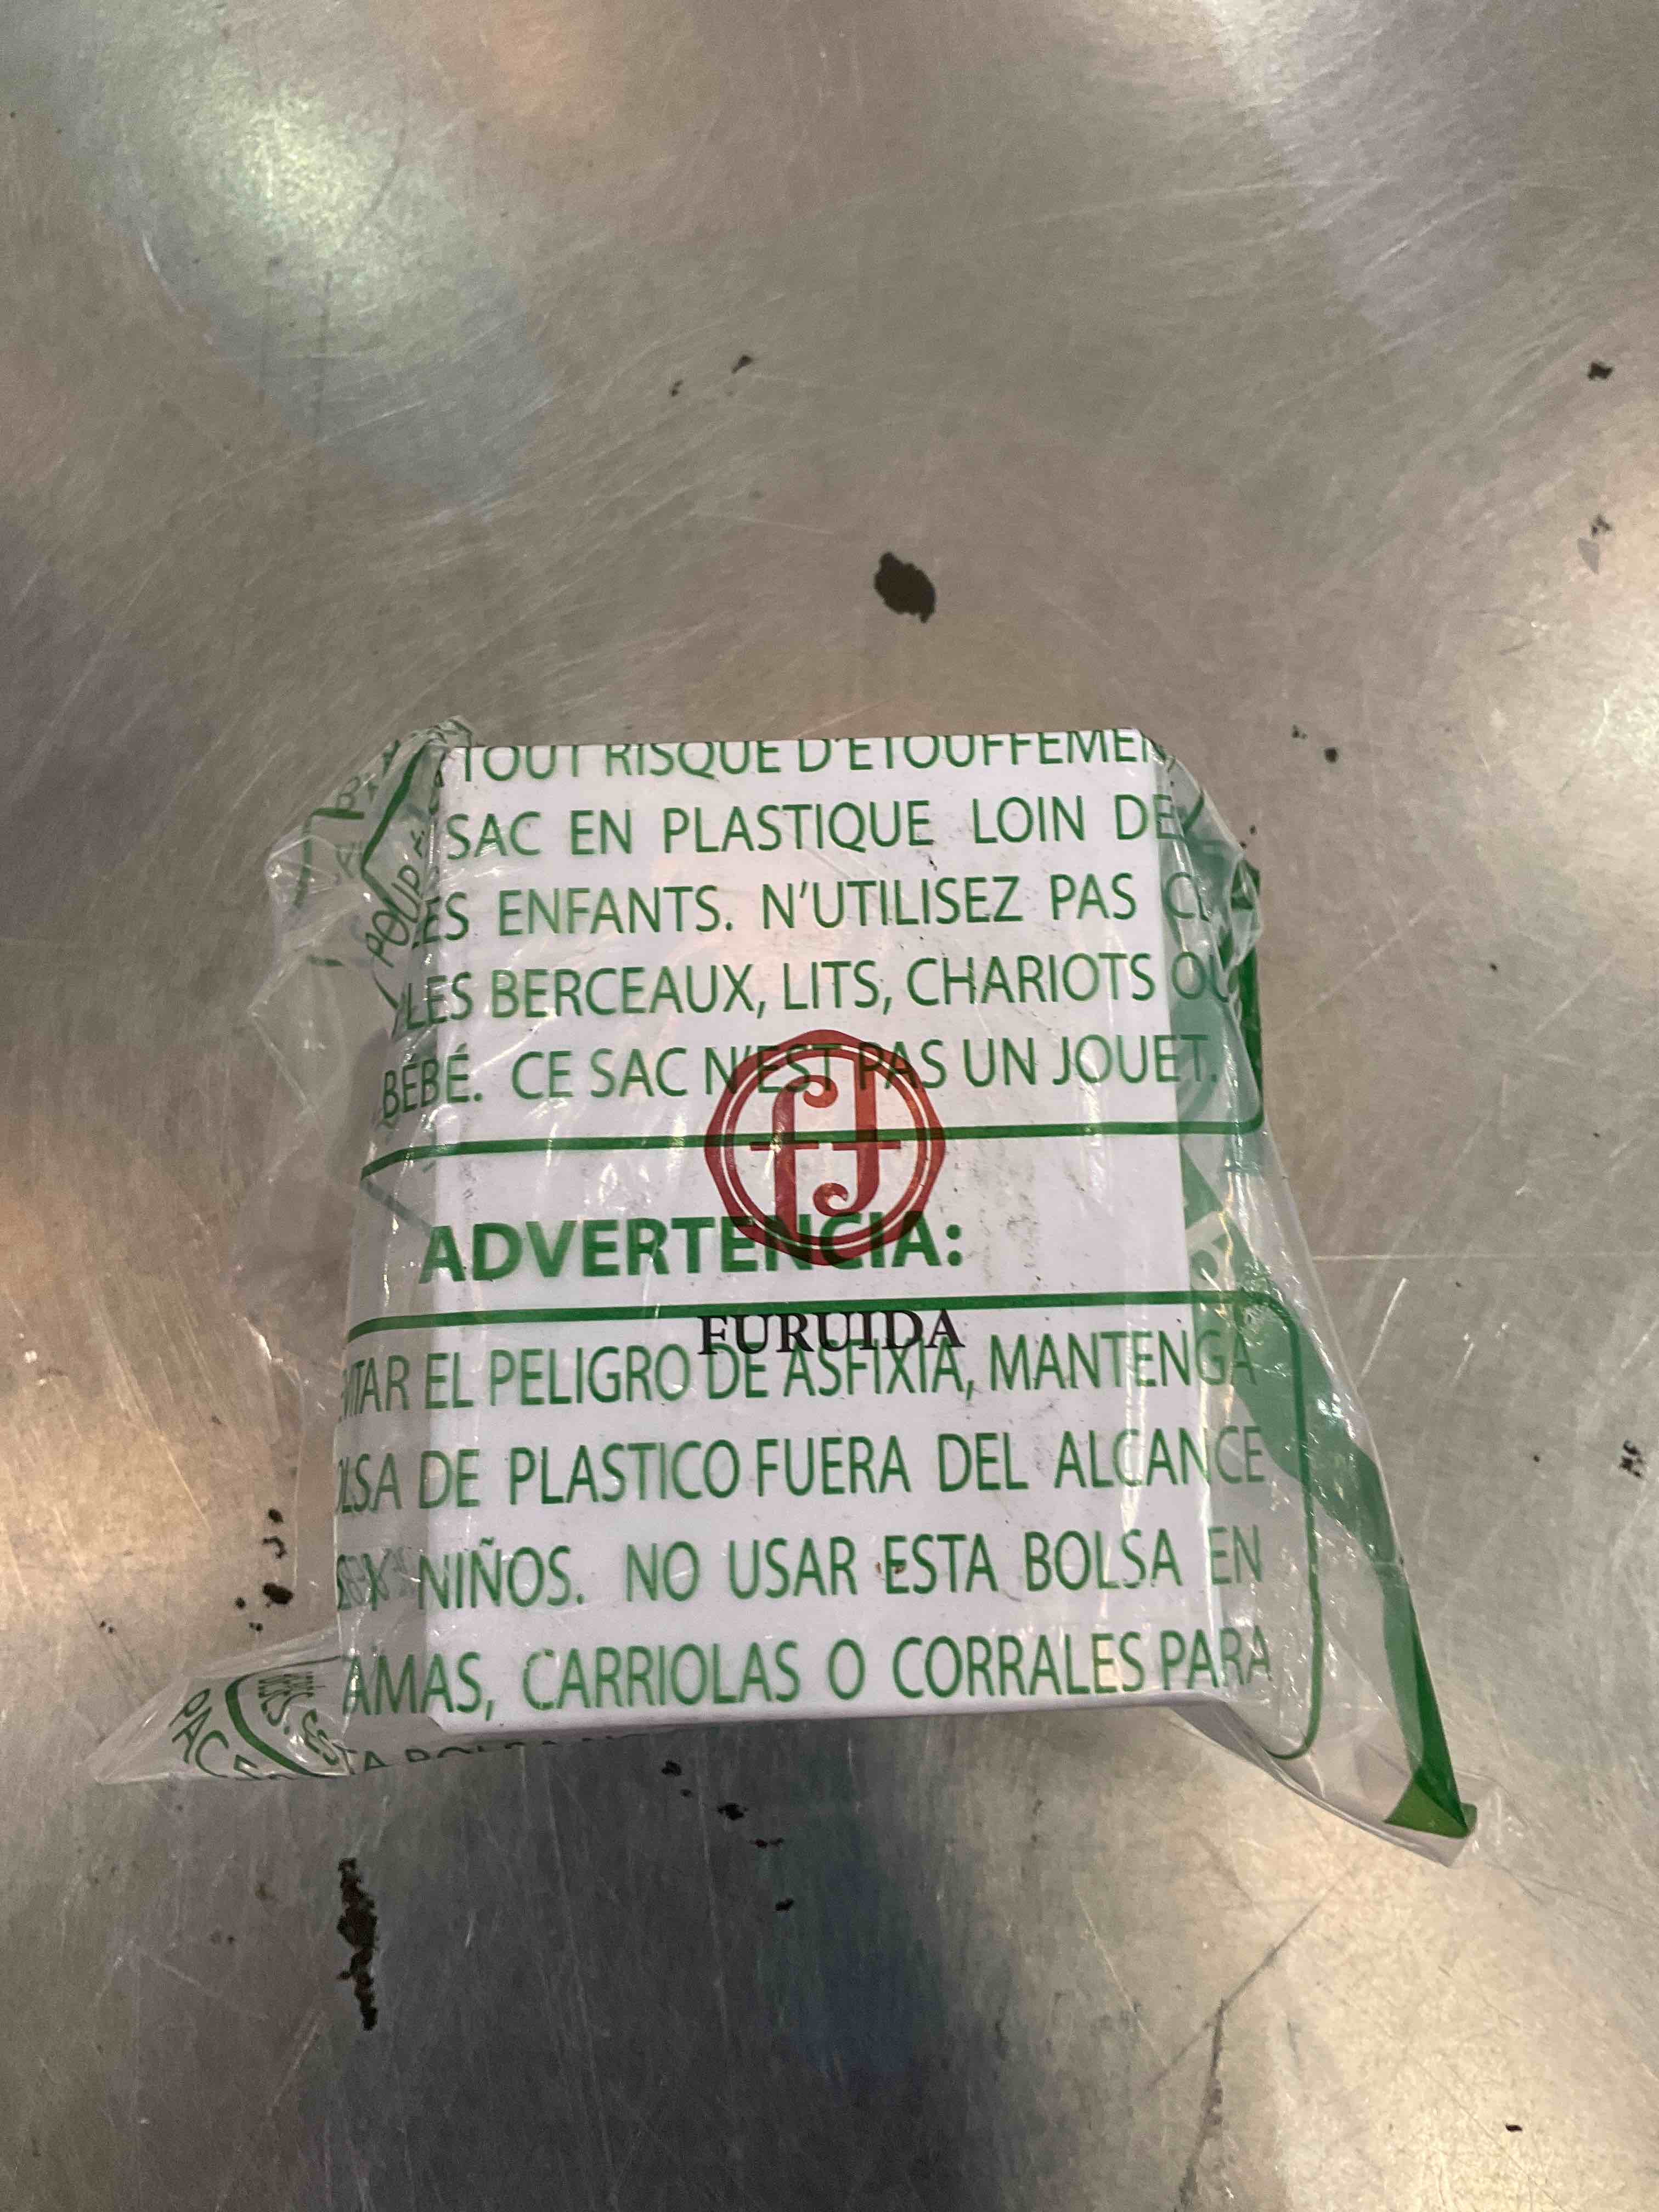 TOUT RISQUE D'ETOUFFEMEN
SAC EN PLASTIQUE LOIN DE
ES ENFANTS. N'UTILISEZ PAS C
LES BERCEAUX, LITS, CHARIOTS OU
BÉBÉ. CE SAC N'EST PAS UN JOUET.
ADVERTENCIA:
FURUIDA
VITAR EL PELIGRO DE ASFIXIA, MANTENGA
OLSA DE PLASTICO FUERA DEL ALCANCE
NIÑOS. NO USAR ESTA BOLSA EN
AMAS, CARRIOLAS O CORRALES PARA